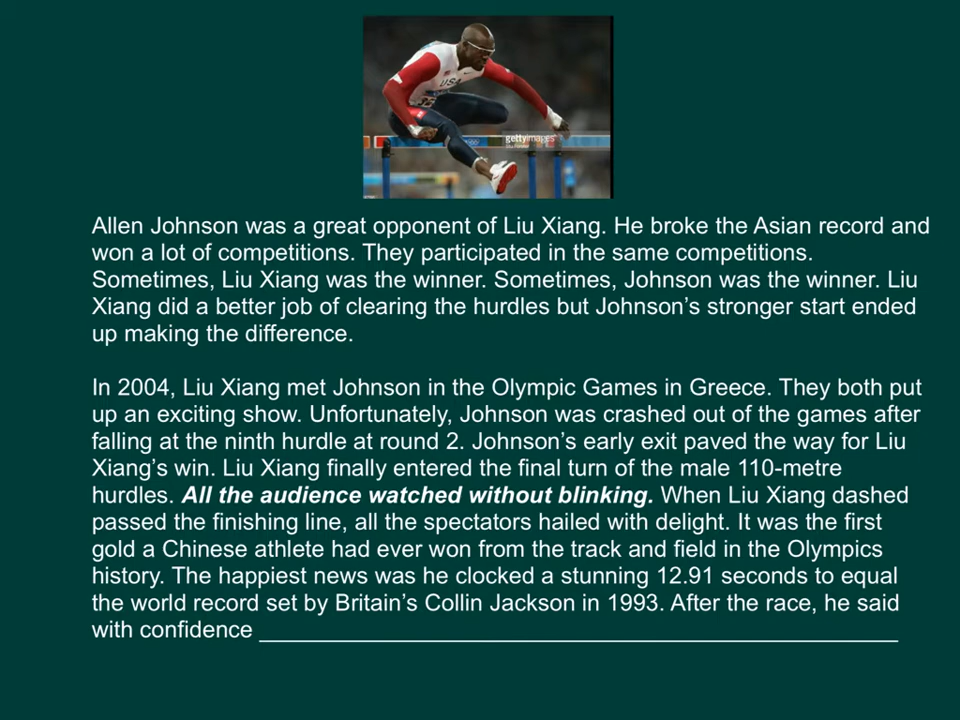 USA
gettyimages
Allen Johnson was a great opponent of Liu Xiang. He broke the Asian record and
won a lot of competitions. They participated in the same competitions.
Sometimes, Liu Xiang was the winner. Sometimes, Johnson was the winner. Liu
Xiang did a better job of clearing the hurdles but Johnson’s stronger start ended
up making the difference.
In 2004, Liu Xiang met Johnson in the Olympic Games in Greece. They both put
up an exciting show. Unfortunately, Johnson was crashed out of the games after
falling at the ninth hurdle at round 2. Johnson’s early exit paved the way for Liu
Xiang’s win. Liu Xiang finally entered the final turn of the male 110-metre
hurdles. All the audience watched without blinking. When Liu Xiang dashed
passed the finishing line, all the spectators hailed with delight. It was the first
gold a Chinese athlete had ever won from the track and field in the Olympics
history. The happiest news was he clocked a stunning 12.91 seconds to equal
the world record set by Britain’s Collin Jackson in 1993. After the race, he said
with confidence